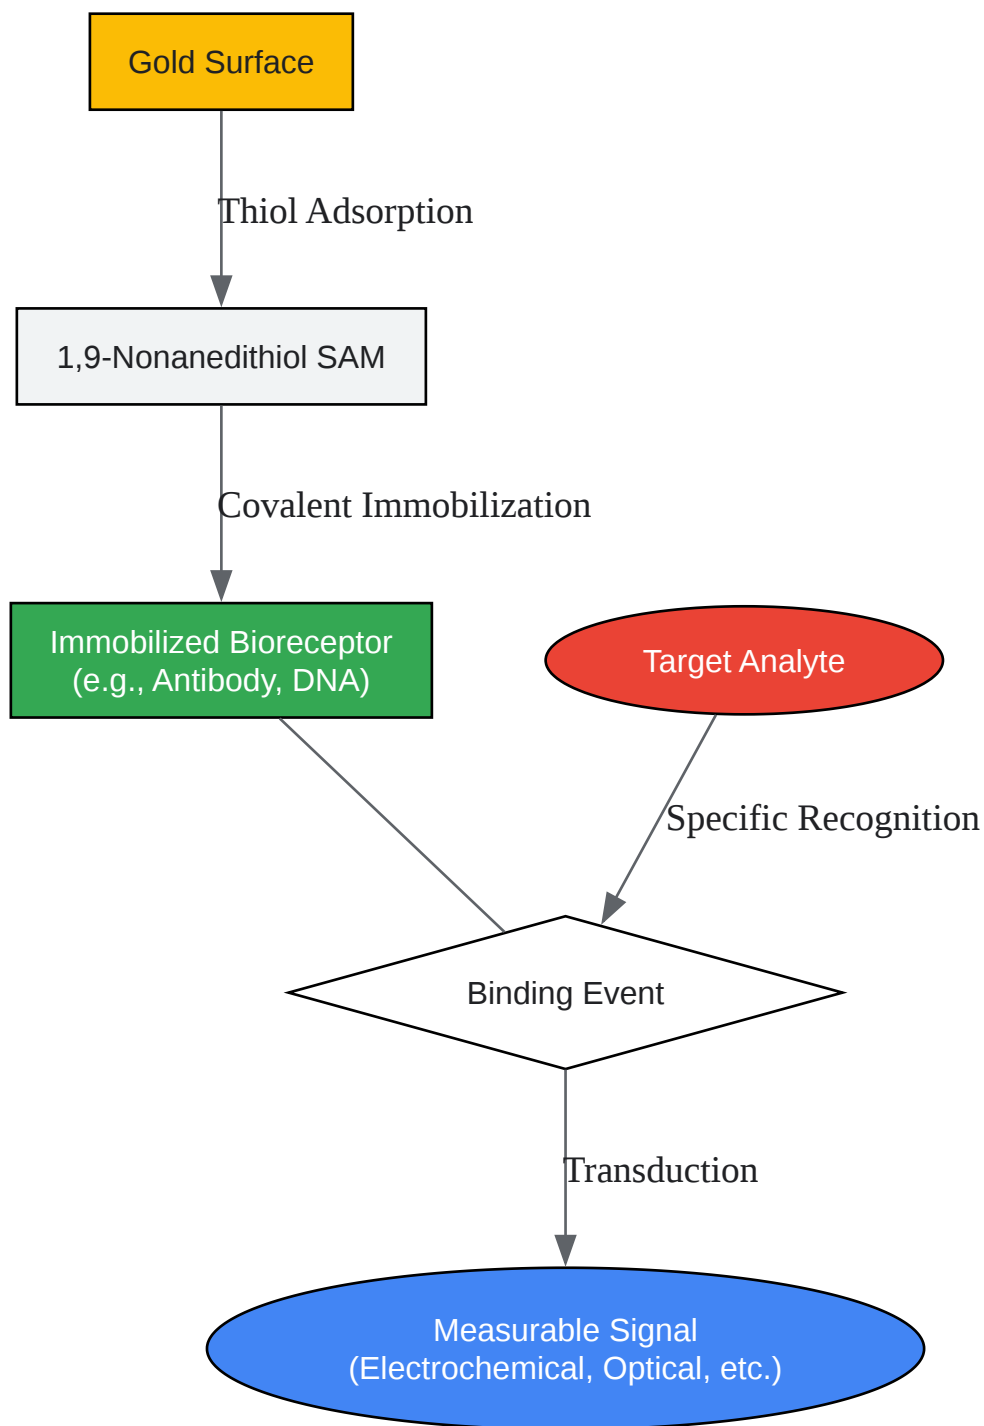 Gold Surface
Thiol Adsorption
1,9-Nonanedithiol SAM
Covalent Immobilization
Immobilized Bioreceptor
(e.g., Antibody, DNA)
Target Analyte
Specific Recognition
Binding Event
Transduction
Measurable Signal
(Electrochemical, Optical, etc.)